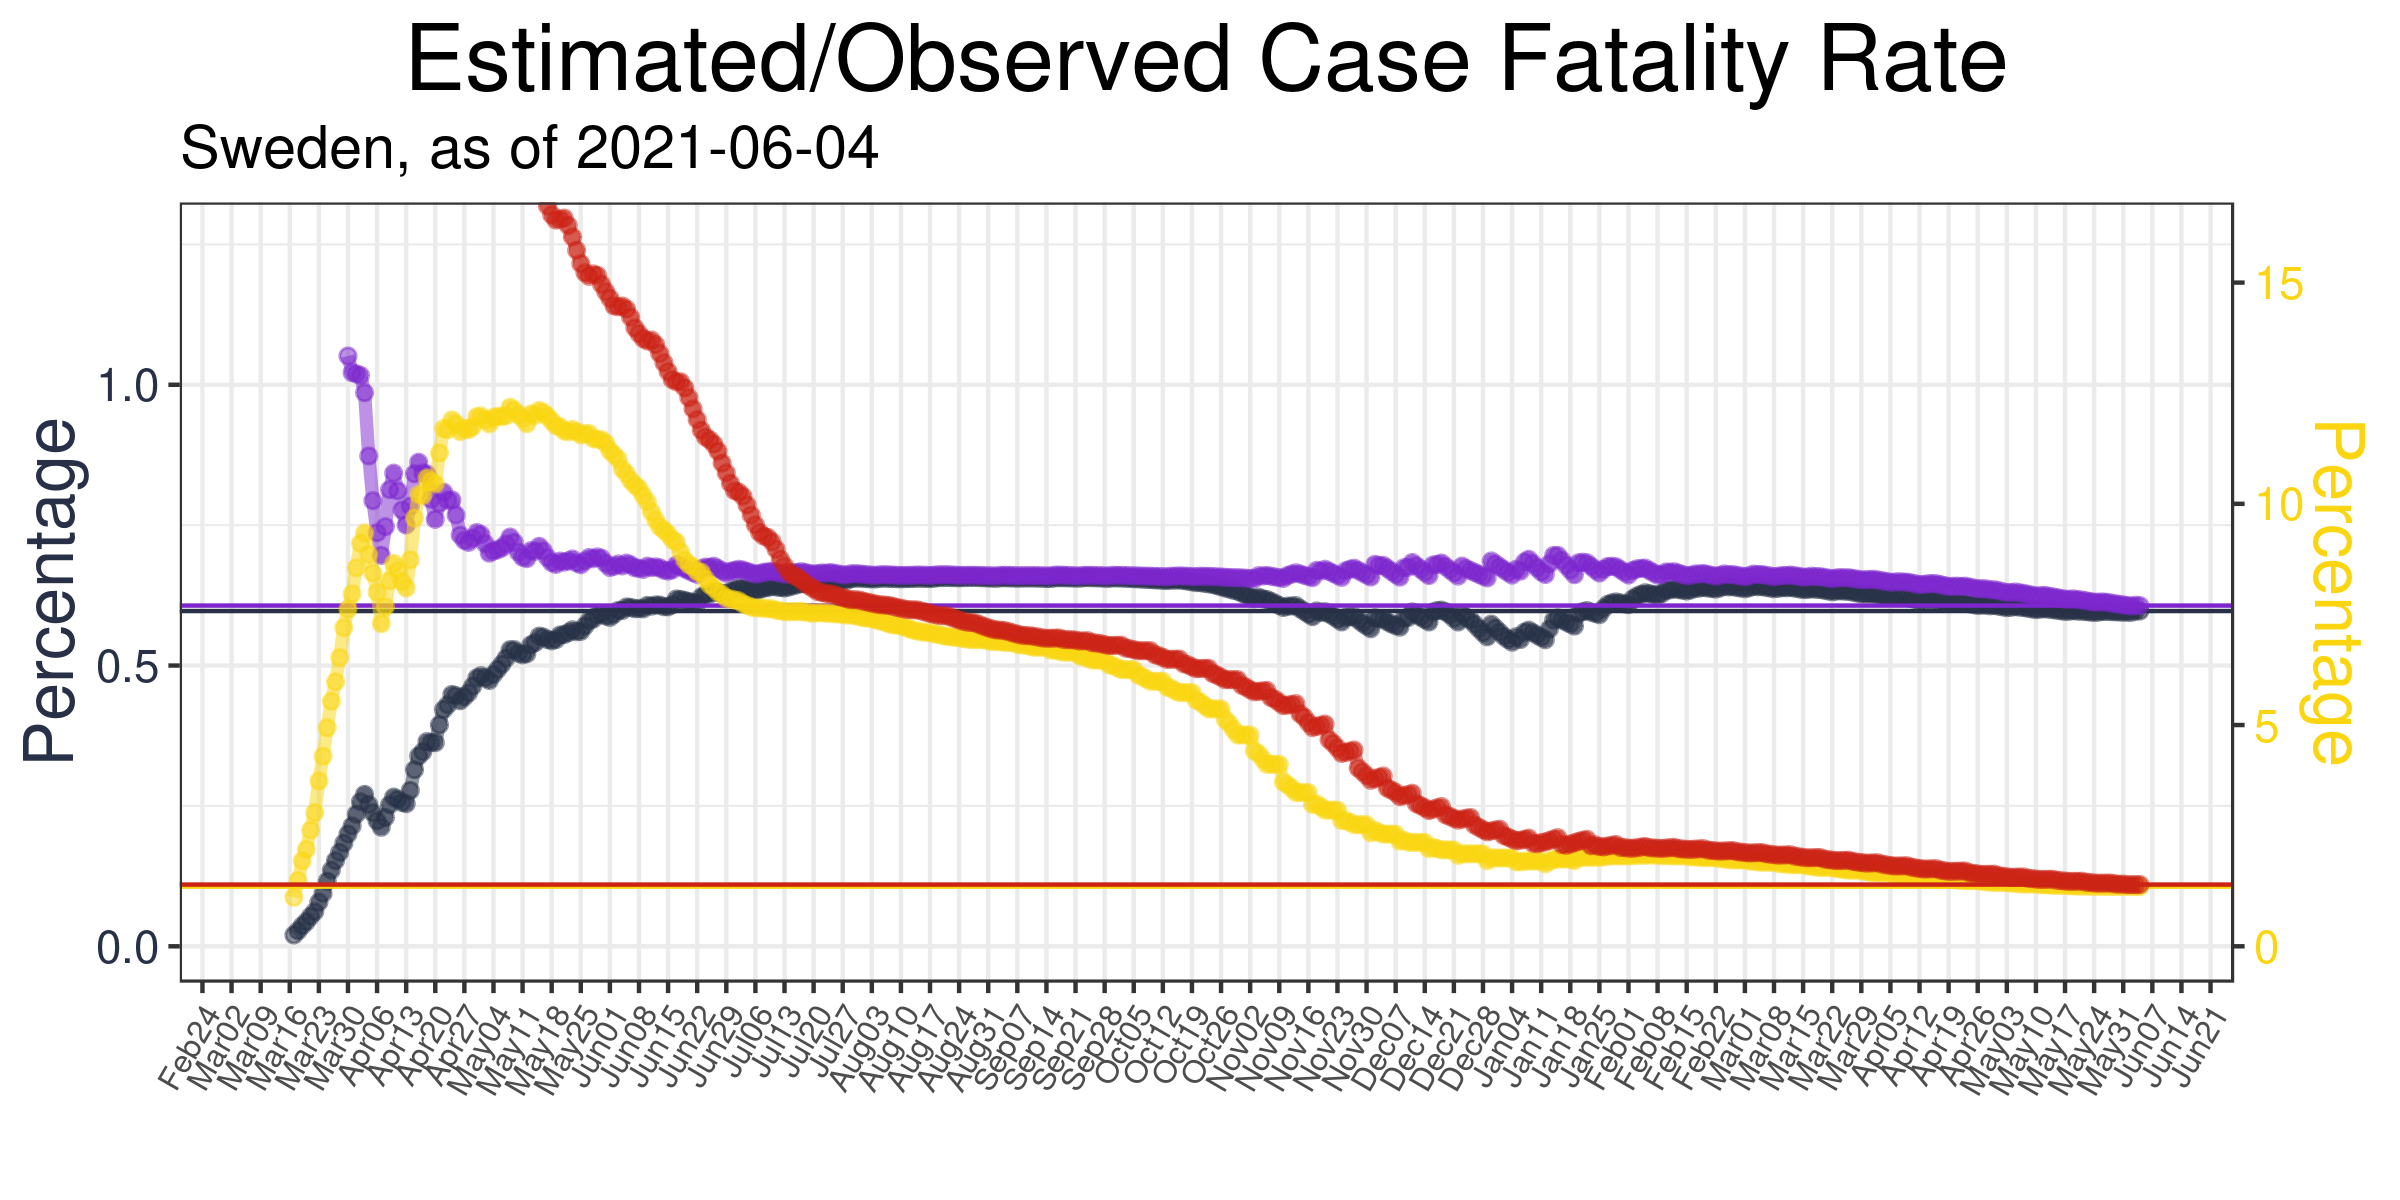 Estimated/Observed Case Fatality Rate
Sweden, as of 2021-06-04
Percentage
1.0
0.5
0.0
15
10
5
0
Percentage
Feb24
Mar02
Mar09
Mar16
Mar23
Mar30
Apr06
Apr13
Apr20
Apr27
May04
May11
May18
May25
Jun01
Jun08
Jun15
Jun22
Jun29
Jul06
Jul13
Jul20
Jul27
Aug03
Aug10
Aug17
Aug24
Aug31
Sep07
Sep14
Sep21
Sep28
Oct05
Oct12
Oct19
Oct26
Nov02
Nov09
Nov16
Nov23
Nov30
Dec07
Dec14
Dec21
Dec28
Jan04
Jan11
Jan18
Jan25
Feb01
Feb08
Feb15
Feb22
Mar01
Mar08
Mar15
Mar22
Mar29
Apr05
Apr12
Apr19
Apr26
May03
May10
May17
May24
May31
Jun07
Jun14
Jun21